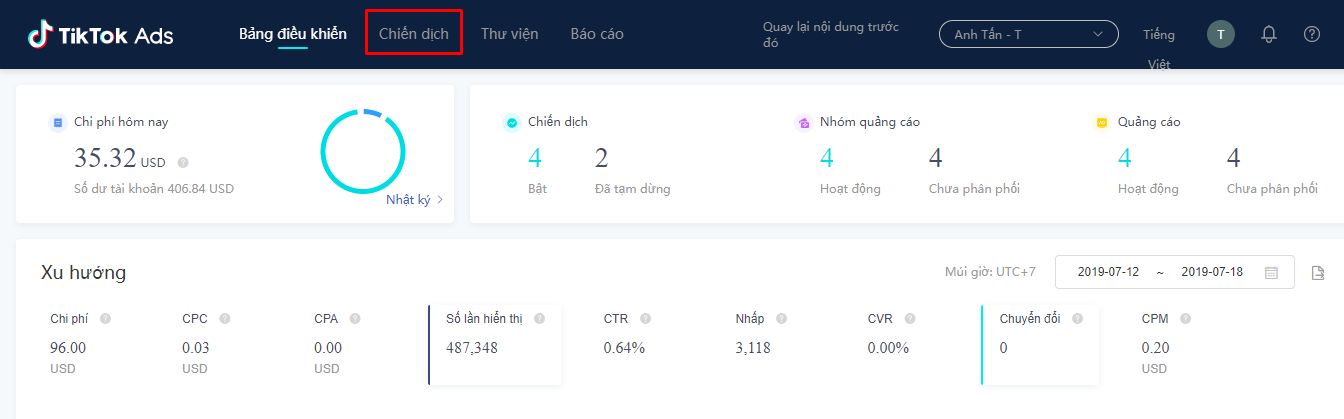 TikTok Ads
Bảng điều khiển
Chiến dịch
Thư viện
Báo cáo
Quay lại nội dung trước
đó
Anh Tấn - T
Tiếng
Việt
T
?
Chi phí hôm nay
35.32 USD ?
Số dư tài khoản 406.84 USD
Nhật ký >
Chiến dịch
4 2
Bật Đã tạm dừng
Nhóm quảng cáo
4 4
Hoạt động Chưa phân phối
Quảng cáo
4 4
Hoạt động Chưa phân phối
Xu hướng
Múi giờ: UTC+7
2019-07-12 ~ 2019-07-18
Chi phí ?
96.00
USD
CPC ?
0.03
USD
CPA ?
0.00
USD
Số lần hiển thị ?
487,348
CTR ?
0.64%
Nhấp ?
3,118
CVR ?
0.00%
Chuyển đổi ?
0
CPM ?
0.20
USD